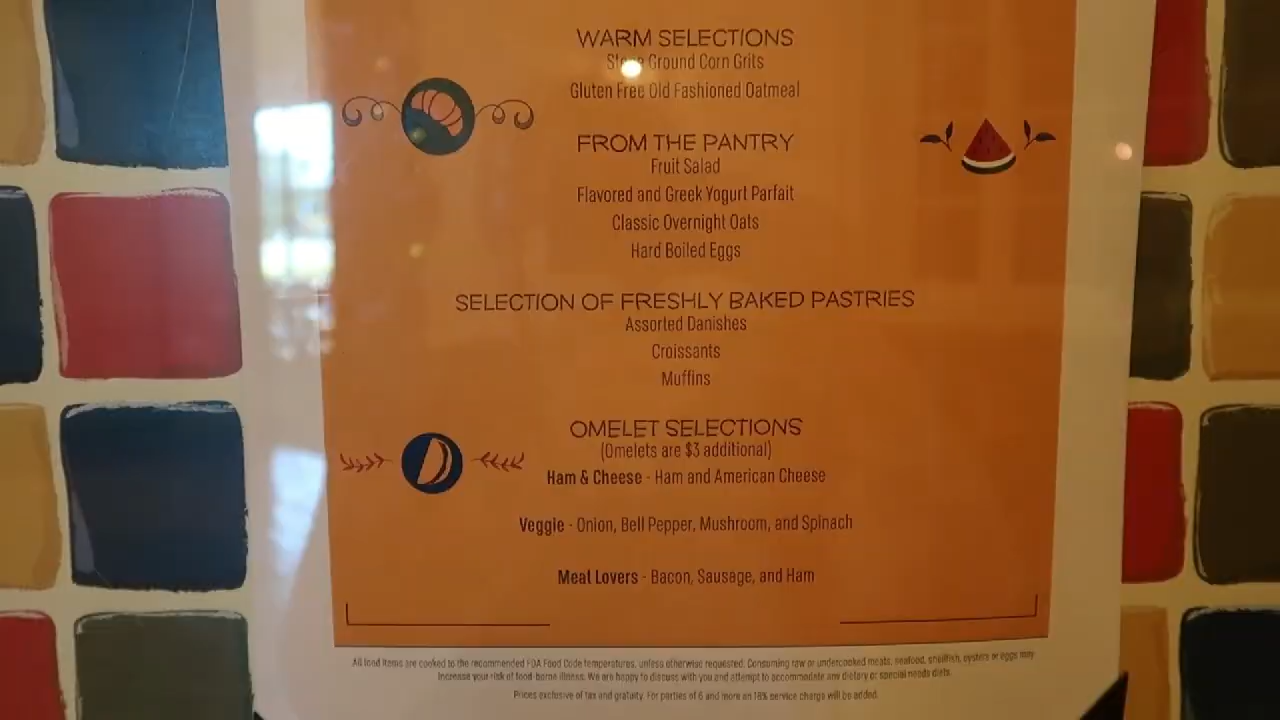 WARM SELECTIONS
Stone Ground Corn Grits
Gluten Free Old Fashioned Oatmeal
FROM THE PANTRY
Fruit Salad
Flavored and Greek Yogurt Parfait
Classic Overnight Oats
Hard Boiled Eggs
SELECTION OF FRESHLY BAKED PASTRIES
Assorted Danishes
Croissants
Muffins
OMELET SELECTIONS
(Omelets are $3 additional)
Ham & Cheese - Ham and American Cheese
Veggie - Onion, Bell Pepper, Mushroom, and Spinach
Meat Lovers - Bacon, Sausage, and Ham
All food items are cooked to the recommended FDA Food Code temperatures, unless otherwise requested. Consuming raw or undercooked meats, seafood, shellfish, oysters or eggs may
increase your risk of food-borne illness. We are happy to discuss with you and attempt to accommodate any dietary or special needs diets.
Prices exclusive of tax and gratuity. For parties of 6 and more an 18% service charge will be added.